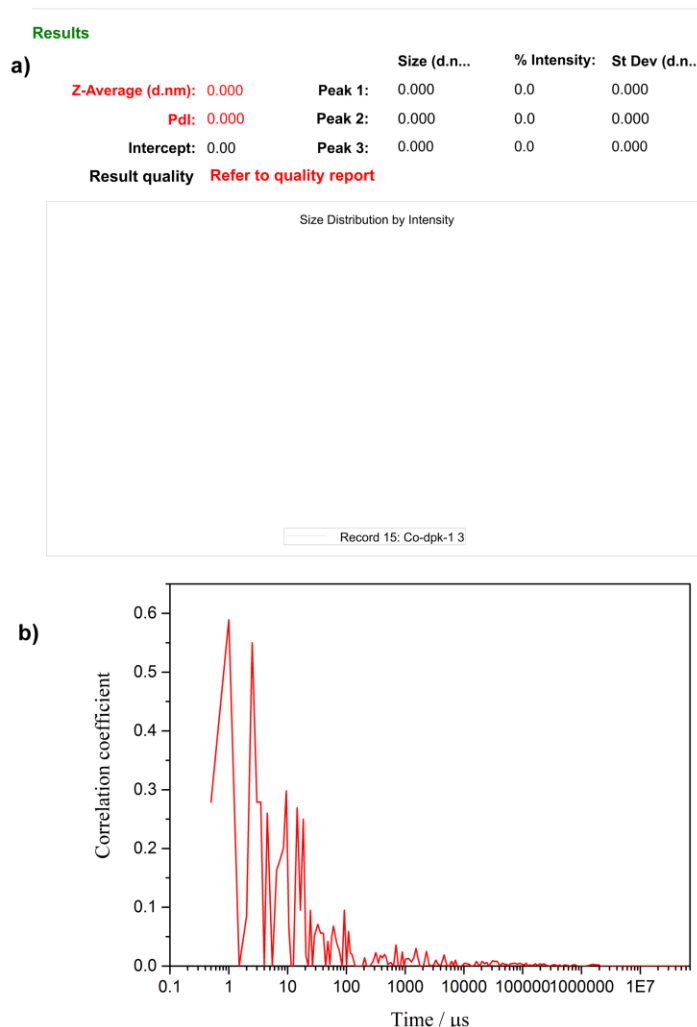 Results
a)
Size (d.n... % Intensity: St Dev (d.n...
Z-Average (d.nm): 0.000 Peak 1: 0.000 0.0 0.000
PdI: 0.000 Peak 2: 0.000 0.0 0.000
Intercept: 0.00 Peak 3: 0.000 0.0 0.000
Result quality Refer to quality report
Size Distribution by Intensity
Record 15: Co-dpk-1 3
b)
Correlation coefficient
0.6
0.5
0.4
0.3
0.2
0.1
0.0
0.1 1 10 100 1000 10000 100000 1000000 1E7
Time / μs